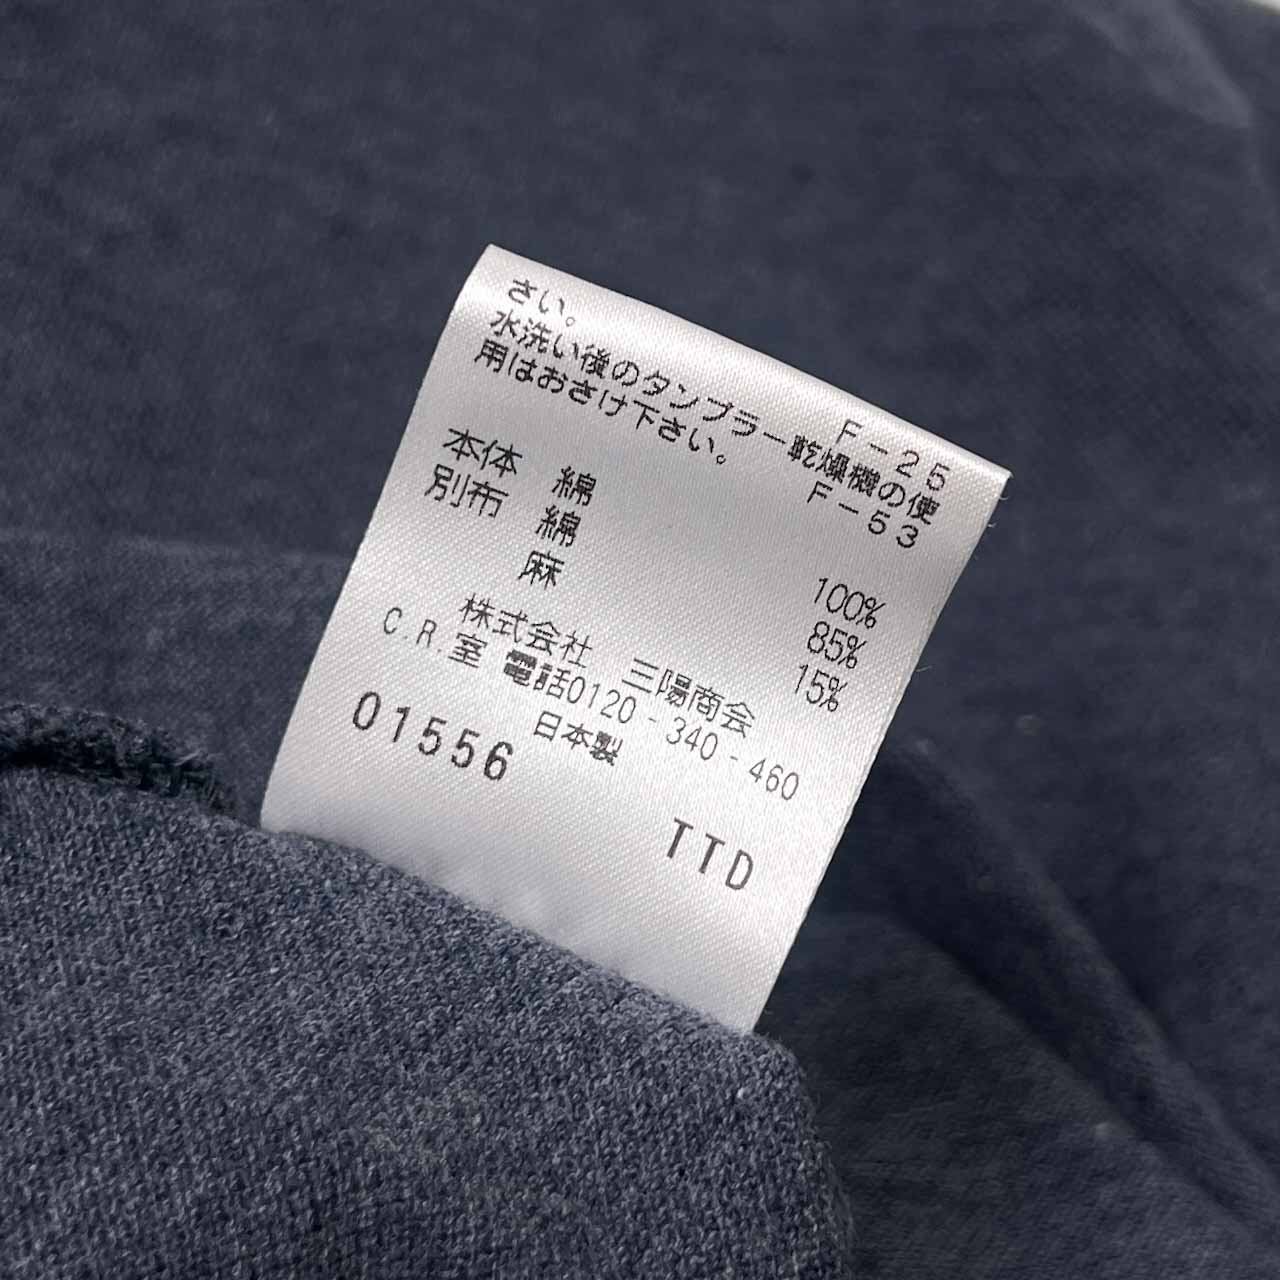 さい。 F-25
水洗い後のタンブラー乾燥機の使
用はおさけ下さい。 F-53
本体 綿 100%
別布 綿 85%
麻 15%
株式会社 三陽商会
C.R.室 電話0120-340-460
日本製
01556 TTD